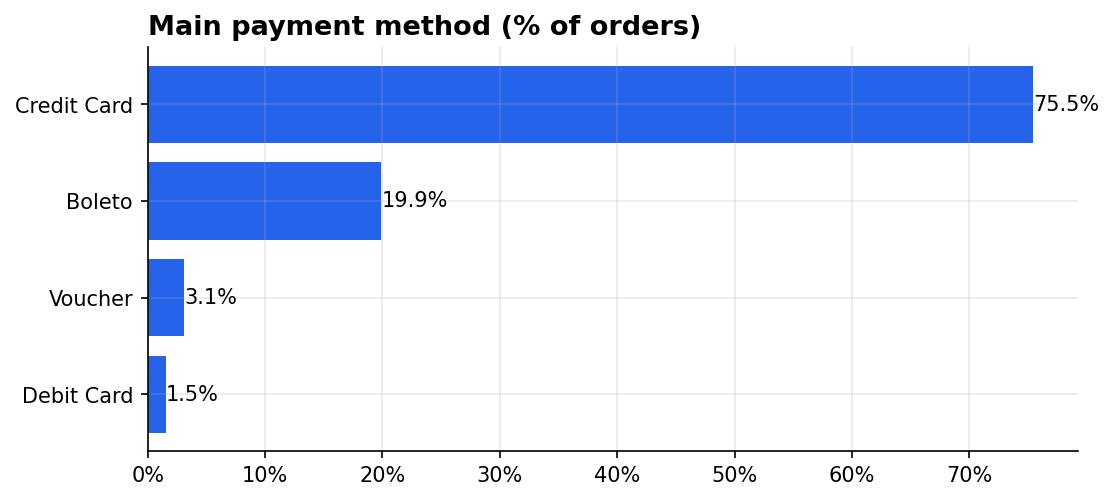 Main payment method (% of orders)
Credit Card 75.5%
Boleto 19.9%
Voucher 3.1%
Debit Card 1.5%
0% 10% 20% 30% 40% 50% 60% 70%